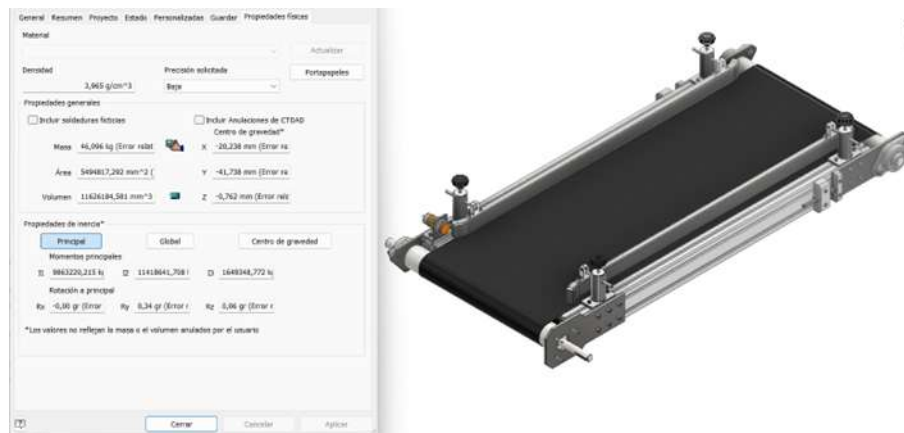 General Resumen Proyecto Estado Personalizadas Guardar Propiedades físicas
Material
Actualizar
Densidad Precisión solicitada
3,965 g/cm^3 Baja Portapapeles
Propiedades generales
Incluir soldaduras ficticias Incluir Anulaciones de CTDAD
Centro de gravedad*
Masa 46,096 kg (Error relat X -20,238 mm (Error re
Área 5494817,292 mm^2 ( Y -41,738 mm (Error re
Volumen 11626184,581 mm^3 Z -0,762 mm (Error rela
Propiedades de inercia*
Principal Global Centro de gravedad
Momentos principales
I1 9863220,215 k I2 11418641,708 I3 1649348,772 k
Rotación a principal
Rx -0,00 gr (Error Ry 0,34 gr (Error r Rz 0,06 gr (Error r
*Los valores no reflejan la masa o el volumen anulados por el usuario
Cerrar Cancelar Aplicar